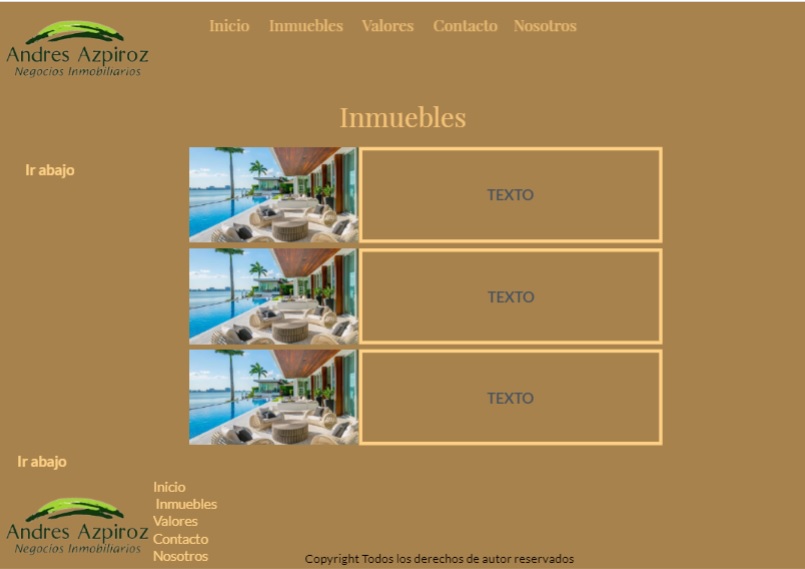 Andres Azpiroz
Negocios Inmobiliarios
Inicio Inmuebles Valores Contacto Nosotros
Inmuebles
Ir abajo
TEXTO
TEXTO
TEXTO
Ir abajo
Andres Azpiroz
Negocios Inmobiliarios
Inicio
Inmuebles
Valores
Contacto
Nosotros
Copyright Todos los derechos de autor reservados